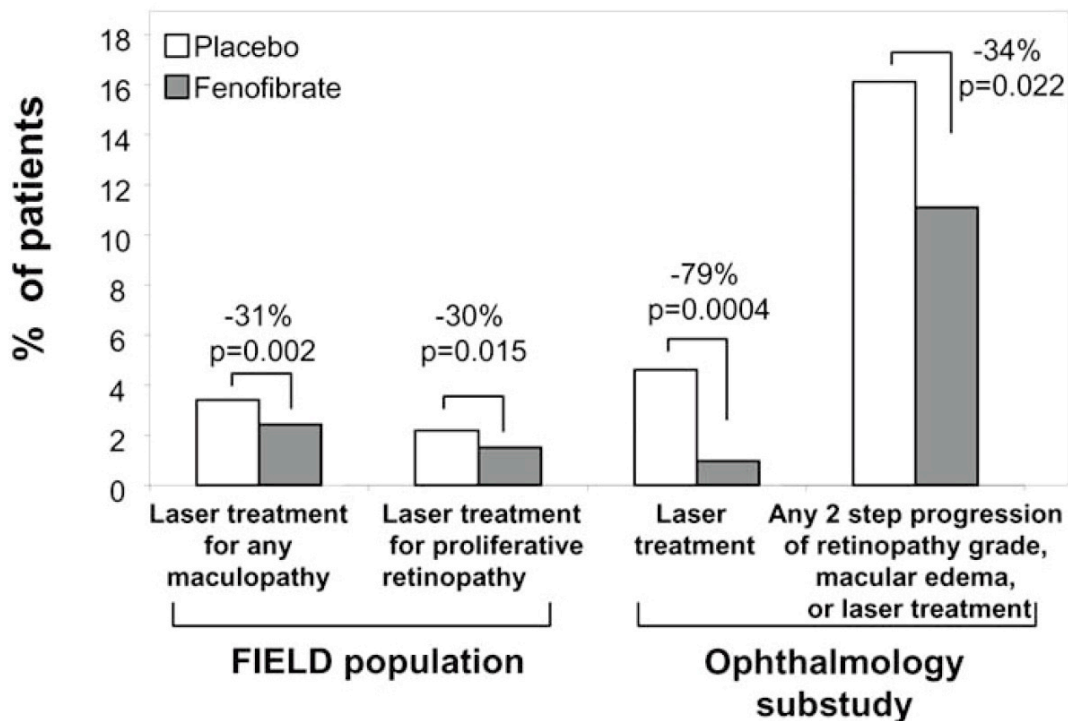 % of patients
18
16
14
12
10
8
6
4
2
0
Placebo
Fenofibrate
-31%
p=0.002
-30%
p=0.015
-79%
p=0.0004
-34%
p=0.022
Laser treatment
for any
maculopathy
Laser treatment
for proliferative
retinopathy
Laser
treatment
Any 2 step progression
of retinopathy grade,
macular edema,
or laser treatment
FIELD population
Ophthalmology
substudy